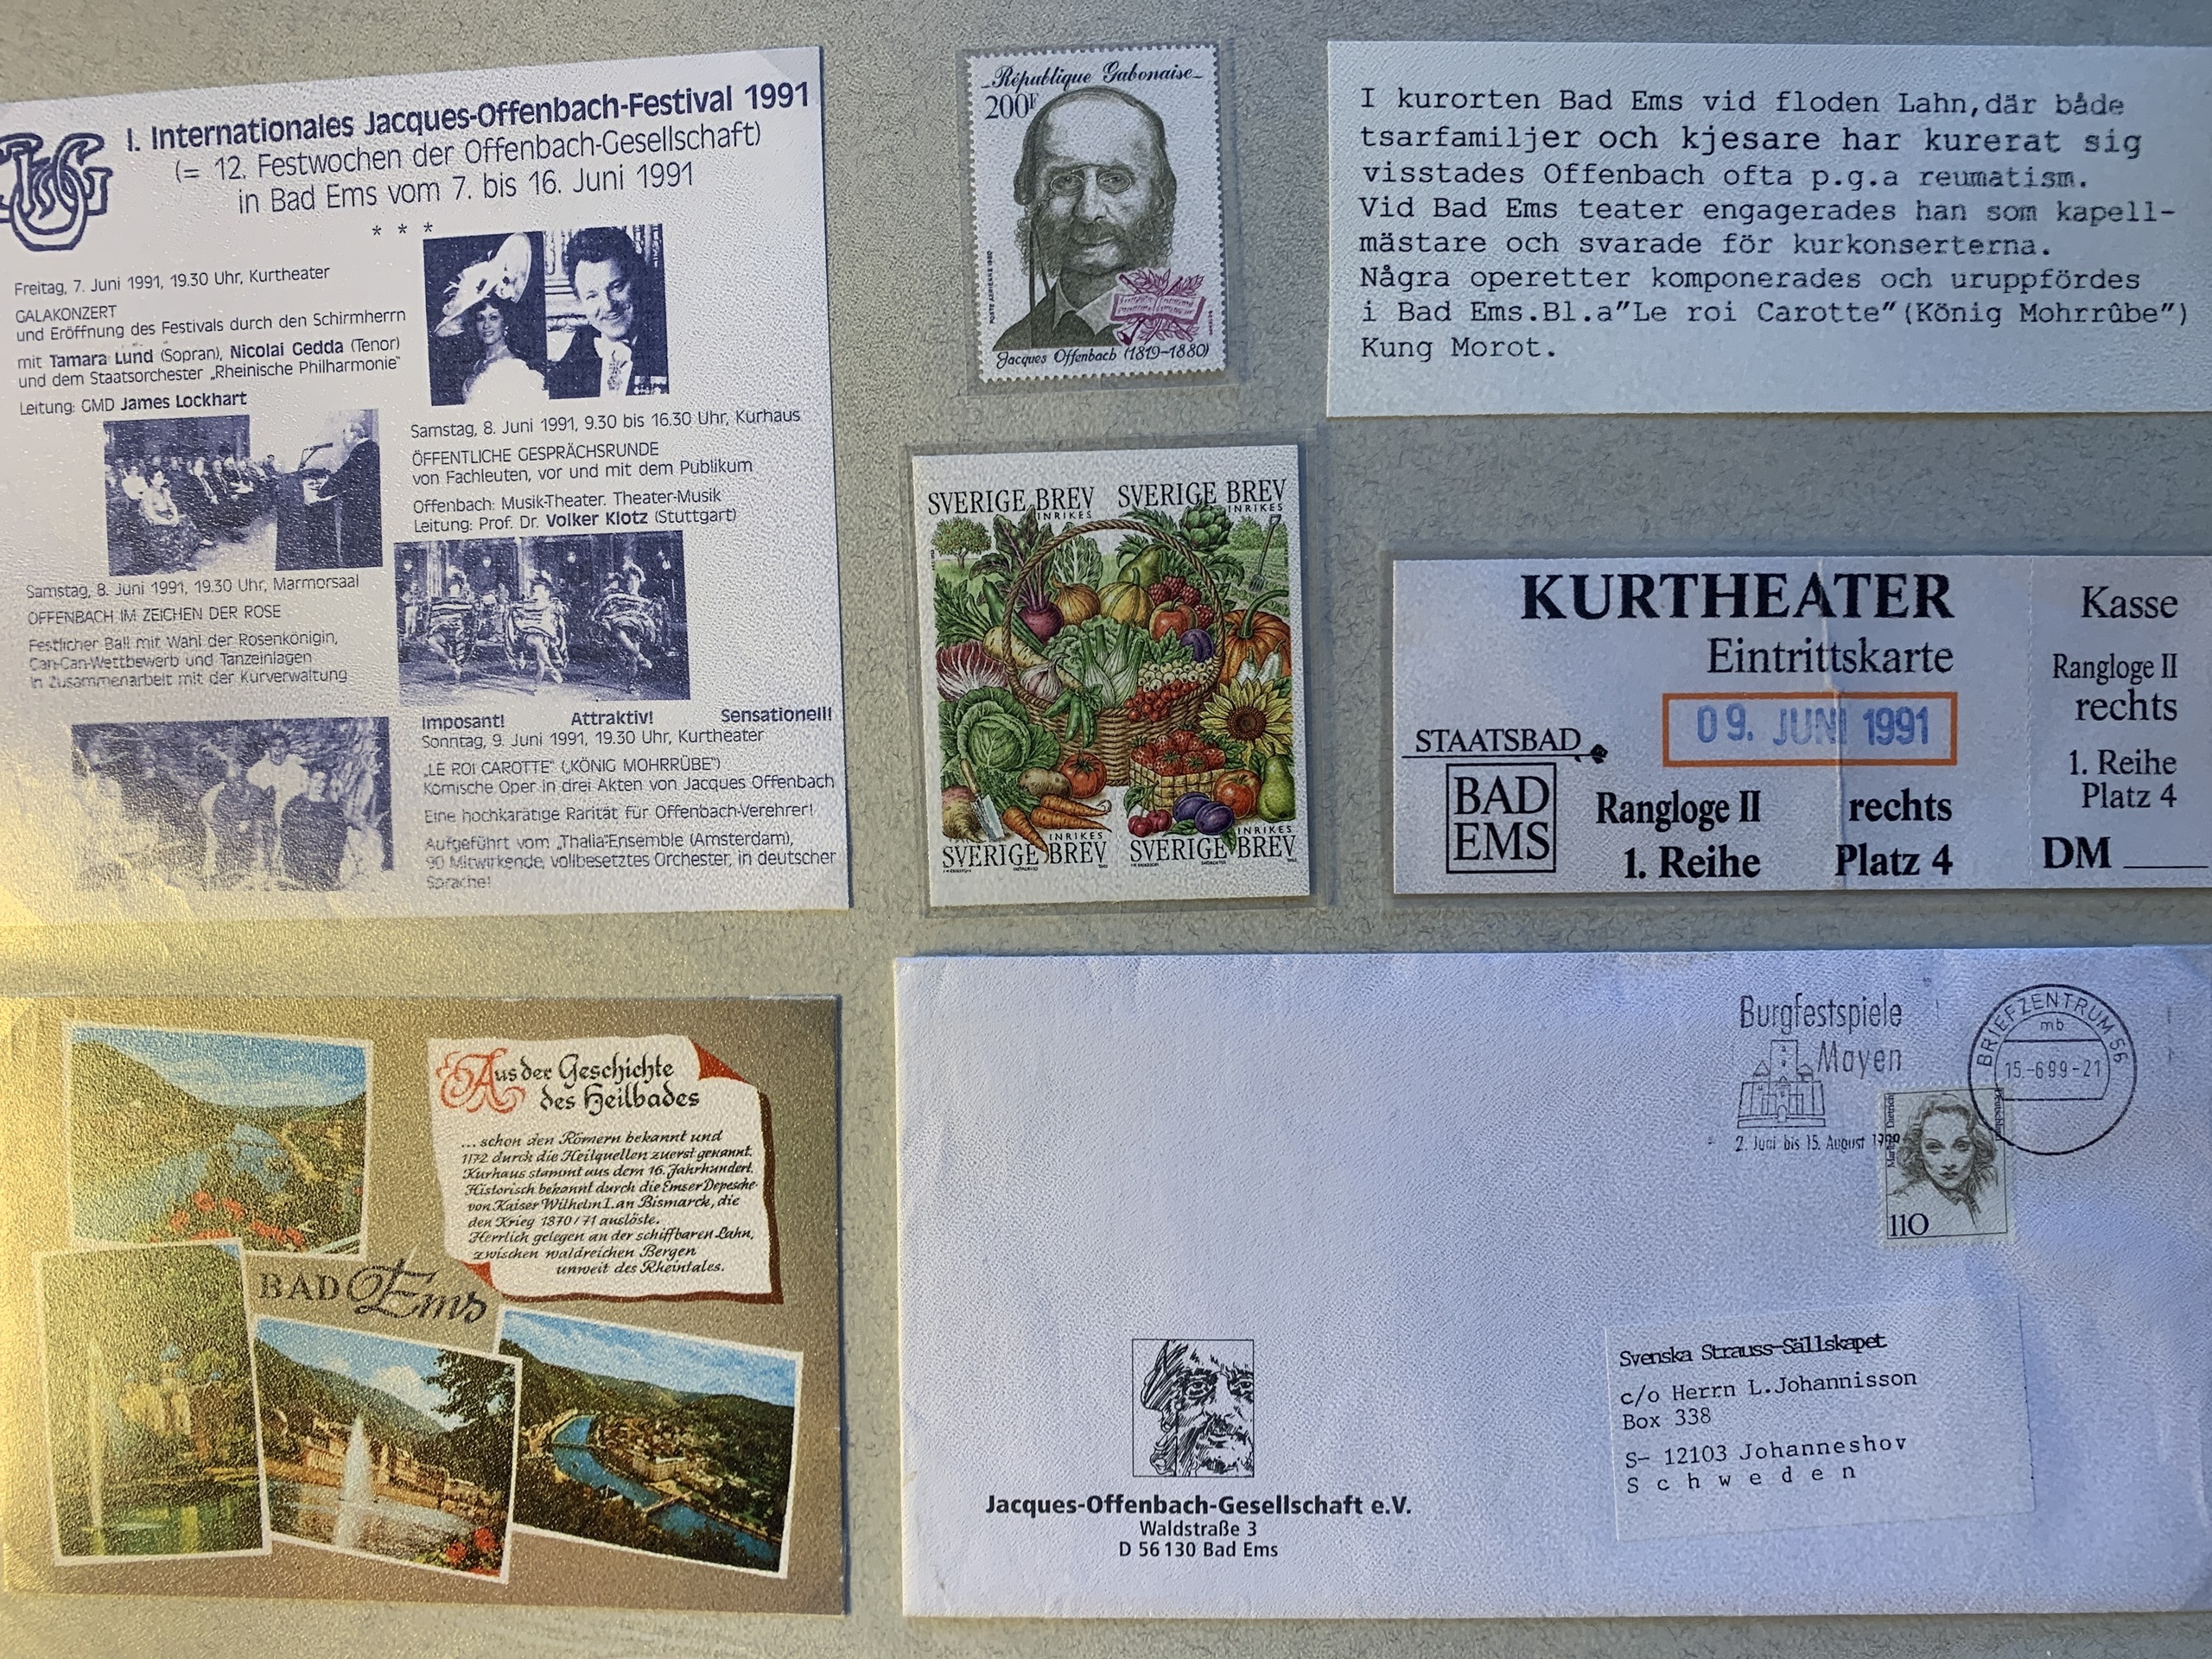 I. Internationales Jacques-Offenbach-Festival 1991
(= 12. Festwochen der Offenbach-Gesellschaft)
in Bad Ems vom 7. bis 16. Juni 1991
* * *
Freitag, 7. Juni 1991, 19.30 Uhr, Kurtheater
GALAKONZERT
und Eröffnung des Festivals durch den Schirmherrn
mit Tamara Lund (Sopran), Nicolai Gedda (Tenor)
und dem Staatsorchester „Rheinische Philharmonie“
Leitung: GMD James Lockhart
Samstag, 8. Juni 1991, 9.30 bis 16.30 Uhr, Kurhaus
ÖFFENTLICHE GESPRÄCHSRUNDE
von Fachleuten, vor und mit dem Publikum
Offenbach: Musik-Theater. Theater-Musik
Leitung: Prof. Dr. Volker Klotz (Stuttgart)
Samstag, 8. Juni 1991, 19.30 Uhr, Marmorsaal
OFFENBACH IM ZEICHEN DER ROSE
Festlicher Ball mit Wahl der Rosenkönigin,
Can-Can-Wettbewerb und Tanzeinlagen
in Zusammenarbeit mit der Kurverwaltung
Imposant! Attraktiv! Sensationell!
Sonntag, 9. Juni 1991, 19.30 Uhr, Kurtheater
„LE ROI CAROTTE“ („KÖNIG MOHRRÜBE“)
Komische Oper in drei Akten von Jacques Offenbach
Eine hochkarätige Rarität für Offenbach-Verehrer!
Aufgeführt vom „Thalia“-Ensemble (Amsterdam),
90 Mitwirkende, vollbesetztes Orchester, in deutscher
Sprache!
République Gabonaise
200F
POSTE AERIENNE 1980
Jacques Offenbach (1819-1880)
I kurorten Bad Ems vid floden Lahn,där både
tsarfamiljer och kjesare har kurerat sig
visstades Offenbach ofta p.g.a reumatism.
Vid Bad Ems teater engagerades han som kapell-
mästare och svarade för kurkonserterna.
Några operetter komponerades och uruppfördes
i Bad Ems.Bl.a"Le roi Carotte"(König Mohrrûbe")
Kung Morot.
SVERIGE BREV SVERIGE BREV
INRIKES INRIKES
INRIKES INRIKES
SVERIGE BREV SVERIGE BREV
KURTHEATER
Eintrittskarte
09. JUNI 1991
STAATSBAD
BAD
EMS
Rangloge II rechts
1. Reihe Platz 4
Kasse
Rangloge II
rechts
1. Reihe
Platz 4
DM
Aus der Geschichte
des Heilbades
... schon den Römern bekannt und
1172 durch die Heilquellen zuerst genannt.
Kurhaus stammt aus dem 16. Jahrhundert.
Historisch bekannt durch die Emser Depesche
von Kaiser Wilhelm I. an Bismarck, die
den Krieg 1870/71 auslöste.
Herrlich gelegen an der schiffbaren Lahn,
zwischen waldreichen Bergen
unweit des Rheintales.
BAD Ems
Burgfestspiele
Mayen
2. Juni bis 15. August 1999
BRIEFZENTRUM 56
mb
15.-6.99-21
Marlene Dietrich
Deutschland
110
Jacques-Offenbach-Gesellschaft e.V.
Waldstraße 3
D 56 130 Bad Ems
Svenska Strauss-Sällskapet
c/o Herrn L.Johannisson
Box 338
S- 12103 Johanneshov
S c h w e d e n